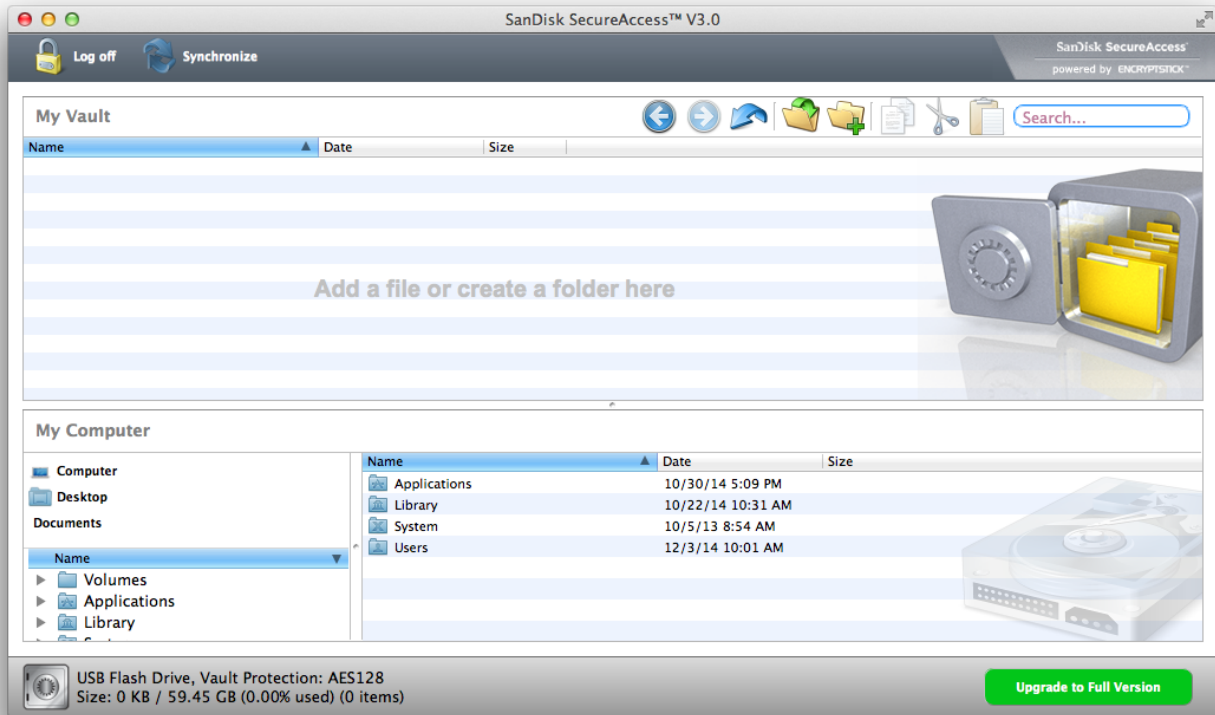 SanDisk SecureAccess™ V3.0
Log off
Synchronize
SanDisk SecureAccess™
powered by ENCRYPTSTICK™
My Vault
Search...
Name Date Size
Add a file or create a folder here
My Computer
Computer
Desktop
Documents
Name
Volumes
Applications
Library
Name Date Size
Applications 10/30/14 5:09 PM
Library 10/22/14 10:31 AM
System 10/5/13 8:54 AM
Users 12/3/14 10:01 AM
USB Flash Drive, Vault Protection: AES128
Size: 0 KB / 59.45 GB (0.00% used) (0 items)
Upgrade to Full Version